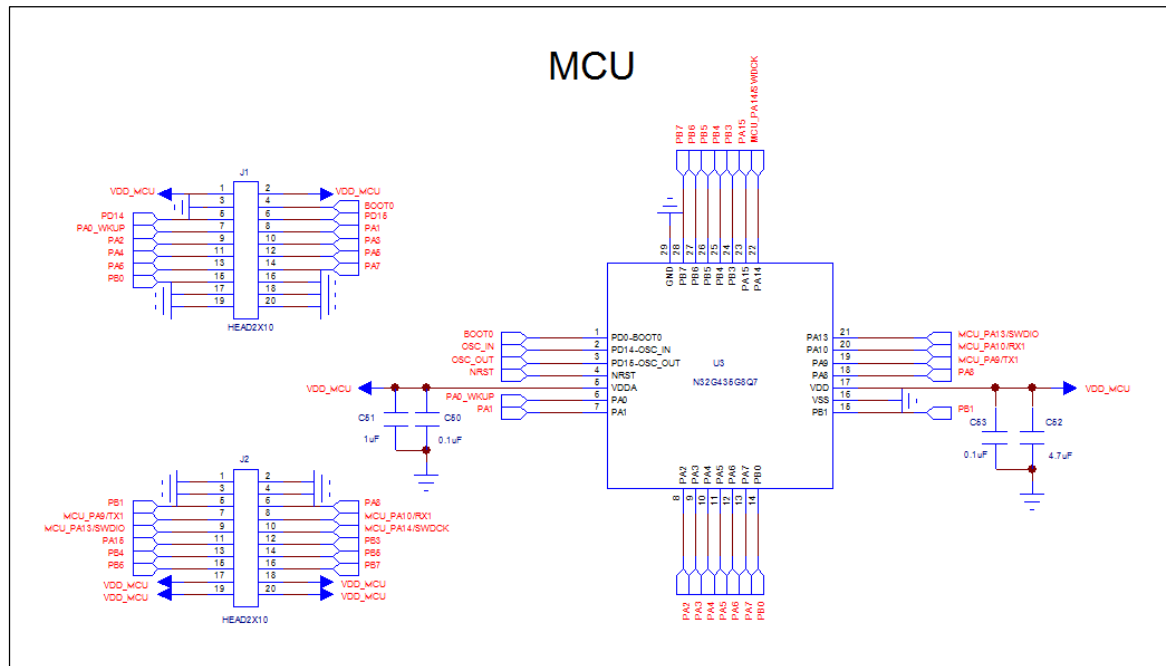 MCU
PB7
PB6
PB5
PB4
PB3
PA15
MCU_PA14/SWDCK
J1
VDD_MCU 1 2 VDD_MCU
3 4 BOOT0
PD14 5 6 PD15
PA0_WKUP 7 8 PA1
PA2 9 10 PA3
PA4 11 12 PA5
PA6 13 14 PA7
PB0 15 16
17 18
19 20
HEAD2X10
29 28 27 26 25 24 23 22
GND PB7 PB6 PB5 PB4 PB3 PA15 PA14
BOOT0 1 PD0-BOOT0
OSC_IN 2 PD14-OSC_IN
OSC_OUT 3 PD15-OSC_OUT
NRST 4 NRST
VDD_MCU 5 VDDA
PA0_WKUP 6 PA0
PA1 7 PA1
U3
N32G435G8Q7
PA13 21 MCU_PA13/SWDIO
PA10 20 MCU_PA10/RX1
PA9 19 MCU_PA9/TX1
PA8 18 PA8
VDD 17 VDD_MCU
VSS 16
PB1 15 PB1
C51
1uF
C50
0.1uF
C53
0.1uF
C52
4.7uF
PA2 PA3 PA4 PA5 PA6 PA7 PB0
8 9 10 11 12 13 14
PA2
PA3
PA4
PA5
PA6
PA7
PB0
J2
1 2
3 4
PB1 5 6 PA8
MCU_PA9/TX1 7 8 MCU_PA10/RX1
MCU_PA13/SWDIO 9 10 MCU_PA14/SWDCK
PA15 11 12 PB3
PB4 13 14 PB5
PB6 15 16 PB7
VDD_MCU 17 18 VDD_MCU
VDD_MCU 19 20 VDD_MCU
HEAD2X10